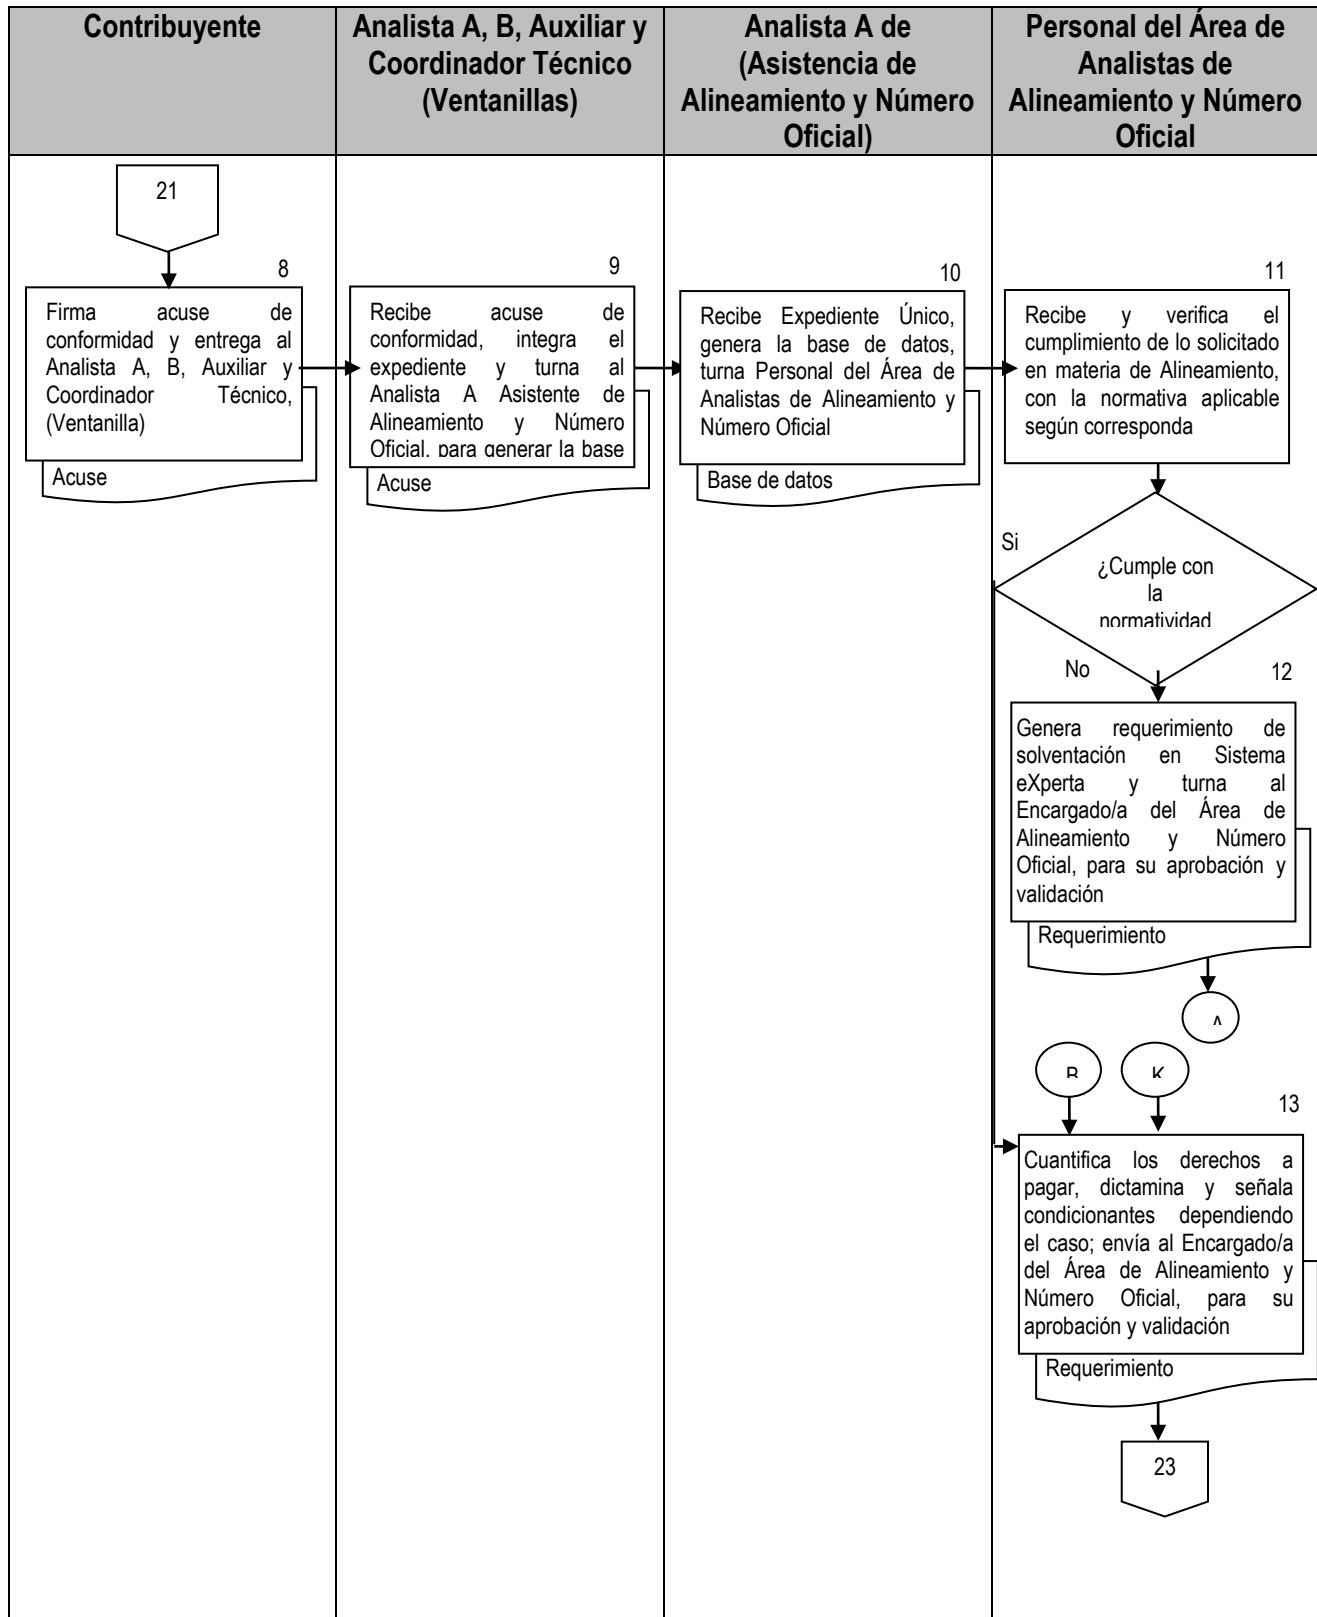 Contribuyente
Analista A, B, Auxiliar y
Coordinador Técnico
(Ventanillas)
Analista A de
(Asistencia de
Alineamiento y Número
Oficial)
Personal del Área de
Analistas de
Alineamiento y Número
Oficial
21
8
Firma acuse de
conformidad y entrega al
Analista A, B, Auxiliar y
Coordinador Técnico,
(Ventanilla)
Acuse
9
Recibe acuse de
conformidad, integra el
expediente y turna al
Analista A Asistente de
Alineamiento y Número
Oficial, para generar la base
Acuse
10
Recibe Expediente Único,
genera la base de datos,
turna Personal del Área de
Analistas de Alineamiento y
Número Oficial
Base de datos
11
Recibe y verifica el
cumplimiento de lo solicitado
en materia de Alineamiento,
con la normativa aplicable
según corresponda
Si
¿Cumple con
la
normatividad
No
12
Genera requerimiento de
solventación en Sistema
eXperta y turna al
Encargado/a del Área de
Alineamiento y Número
Oficial, para su aprobación y
validación
Requerimiento
A
B
K
13
Cuantifica los derechos a
pagar, dictamina y señala
condicionantes dependiendo
el caso; envía al Encargado/a
del Área de Alineamiento y
Número Oficial, para su
aprobación y validación
Requerimiento
23